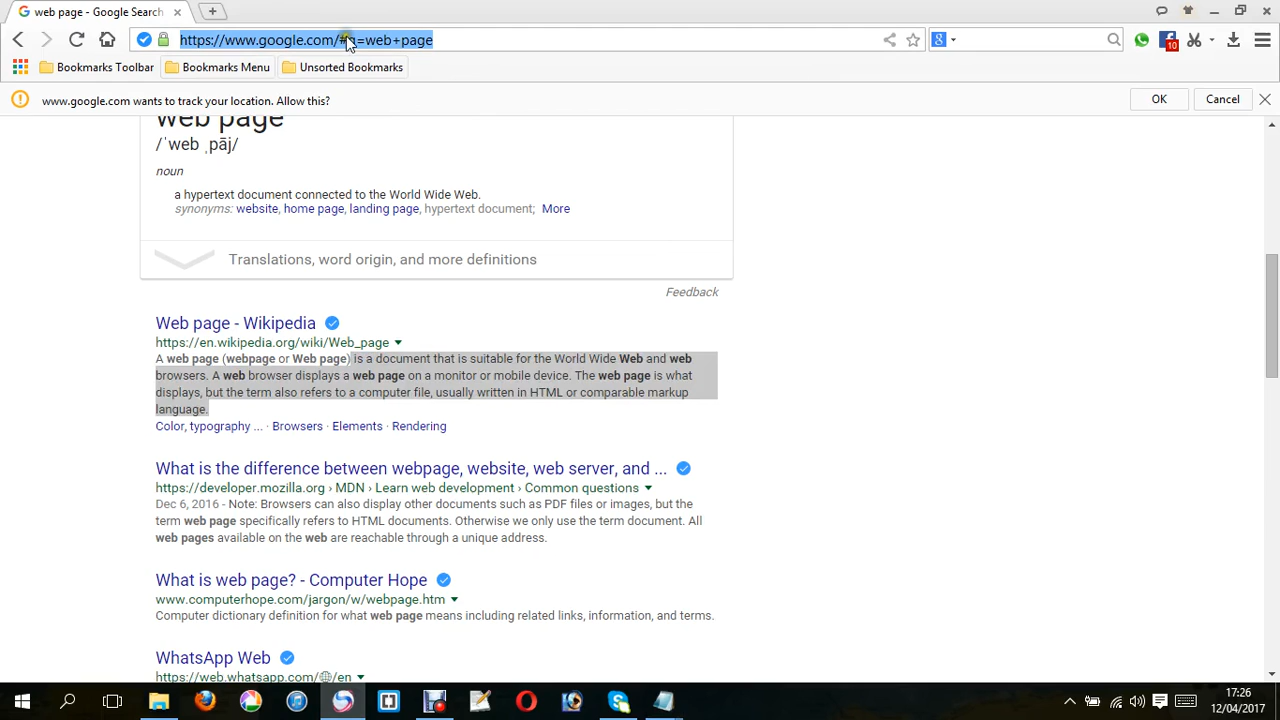 web page - Google Search
https://www.google.com/#q=web+page
10
Bookmarks Toolbar
Bookmarks Menu
Unsorted Bookmarks
www.google.com wants to track your location. Allow this?
OK
Cancel
web page
/ˈweb ˌpāj/
noun
a hypertext document connected to the World Wide Web.
synonyms: website, home page, landing page, hypertext document; More
Translations, word origin, and more definitions
Feedback
Web page - Wikipedia
https://en.wikipedia.org/wiki/Web_page
A web page (webpage or Web page) is a document that is suitable for the World Wide Web and web
browsers. A web browser displays a web page on a monitor or mobile device. The web page is what
displays, but the term also refers to a computer file, usually written in HTML or comparable markup
language.
Color, typography ... · Browsers · Elements · Rendering
What is the difference between webpage, website, web server, and ...
https://developer.mozilla.org › MDN › Learn web development › Common questions
Dec 6, 2016 - Note: Browsers can also display other documents such as PDF files or images, but the
term web page specifically refers to HTML documents. Otherwise we only use the term document. All
web pages available on the web are reachable through a unique address.
What is web page? - Computer Hope
www.computerhope.com/jargon/w/webpage.htm
Computer dictionary definition for what web page means including related links, information, and terms.
WhatsApp Web
https://web.whatsapp.com/🌐/en
17:26
12/04/2017